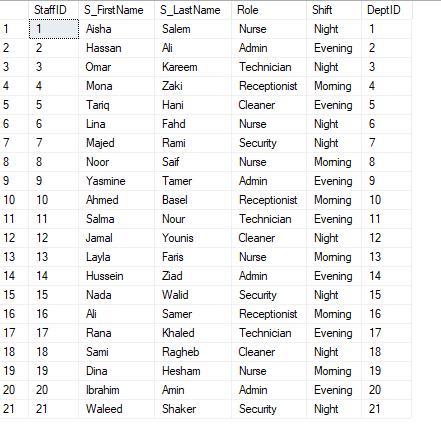 StaffID S_FirstName S_LastName Role Shift DeptID
1 1 Aisha Salem Nurse Night 1
2 2 Hassan Ali Admin Evening 2
3 3 Omar Kareem Technician Night 3
4 4 Mona Zaki Receptionist Morning 4
5 5 Tariq Hani Cleaner Evening 5
6 6 Lina Fahd Nurse Night 6
7 7 Majed Rami Security Night 7
8 8 Noor Saif Nurse Morning 8
9 9 Yasmine Tamer Admin Evening 9
10 10 Ahmed Basel Receptionist Morning 10
11 11 Salma Nour Technician Evening 11
12 12 Jamal Younis Cleaner Night 12
13 13 Layla Faris Nurse Morning 13
14 14 Hussein Ziad Admin Evening 14
15 15 Nada Walid Security Night 15
16 16 Ali Samer Receptionist Morning 16
17 17 Rana Khaled Technician Evening 17
18 18 Sami Ragheb Cleaner Night 18
19 19 Dina Hesham Nurse Morning 19
20 20 Ibrahim Amin Admin Evening 20
21 21 Waleed Shaker Security Night 21